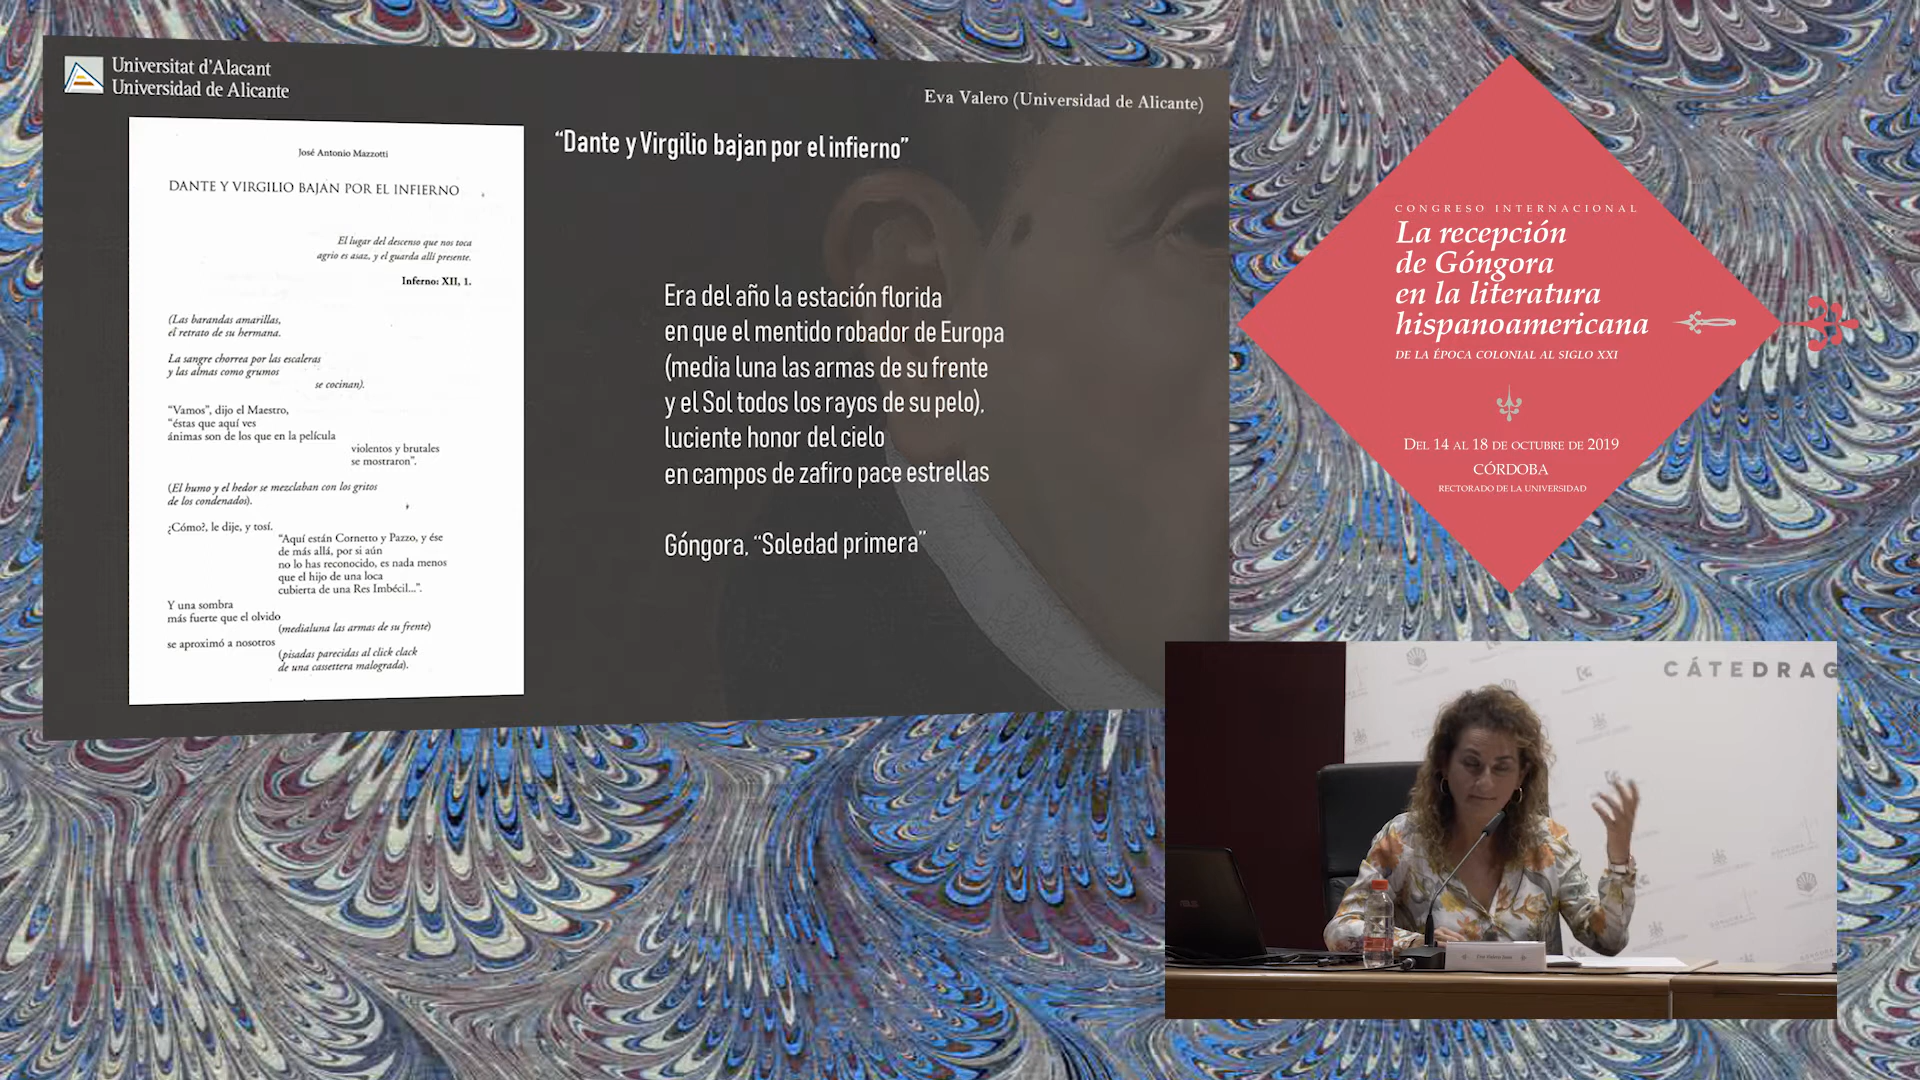 Universitat d'Alacant
Universidad de Alicante
Eva Valero (Universidad de Alicante)
José Antonio Mazzotti
DANTE Y VIRGILIO BAJAN POR EL INFIERNO
El lugar del descenso que nos toca
agrio es asaz, y el guarda allí presente.
Inferno: XII, 1.
(Las barandas amarillas,
el retrato de su hermana.
La sangre chorrea por las escaleras
y las almas como grumos
se cocinan).
"Vamos", dijo el Maestro,
"éstas que aquí ves
ánimas son de los que en la película
violentos y brutales
se mostraron".
(El humo y el hedor se mezclaban con los gritos
de los condenados).
¿Cómo?, le dije, y tosí.
"Aquí están Cornetto y Pazzo, y ése
de más allá, por si aún
no lo has reconocido, es nada menos
que el hijo de una loca
cubierta de una Res Imbécil...".
Y una sombra
más fuerte que el olvido
(medialuna las armas de su frente)
se aproximó a nosotros
(pisadas parecidas al click clack
de una cassettera malograda).
“Dante y Virgilio bajan por el infierno”
Era del año la estación florida
en que el mentido robador de Europa
(media luna las armas de su frente
y el Sol todos los rayos de su pelo),
luciente honor del cielo
en campos de zafiro pace estrellas
Góngora, “Soledad primera”
CONGRESO INTERNACIONAL
La recepción
de Góngora
en la literatura
hispanoamericana
DE LA ÉPOCA COLONIAL AL SIGLO XXI
DEL 14 AL 18 DE OCTUBRE DE 2019
CÓRDOBA
RECTORADO DE LA UNIVERSIDAD
CÁTEDRA G